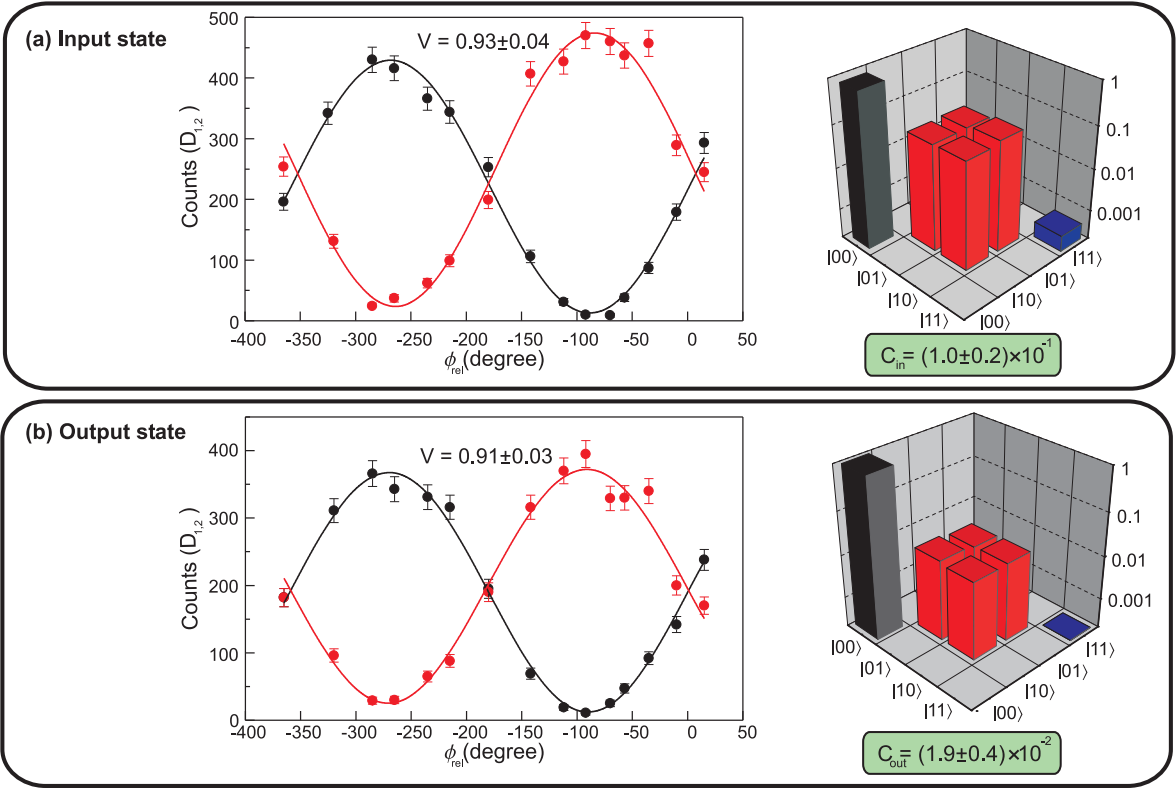 (a) Input state
V = 0.93±0.04
Counts (D1,2)
500
400
300
200
100
0
-400 -350 -300 -250 -200 -150 -100 -50 0 50
ϕrel(degree)
1
0.1
0.01
0.001
|00⟩ |01⟩ |10⟩ |11⟩
|00⟩ |10⟩ |01⟩ |11⟩
Cin= (1.0±0.2)×10-1
(b) Output state
V = 0.91±0.03
Counts (D1,2)
400
300
200
100
0
-400 -350 -300 -250 -200 -150 -100 -50 0 50
ϕrel(degree)
1
0.1
0.01
0.001
|00⟩ |01⟩ |10⟩ |11⟩
|00⟩ |10⟩ |01⟩ |11⟩
Cout= (1.9±0.4)×10-2